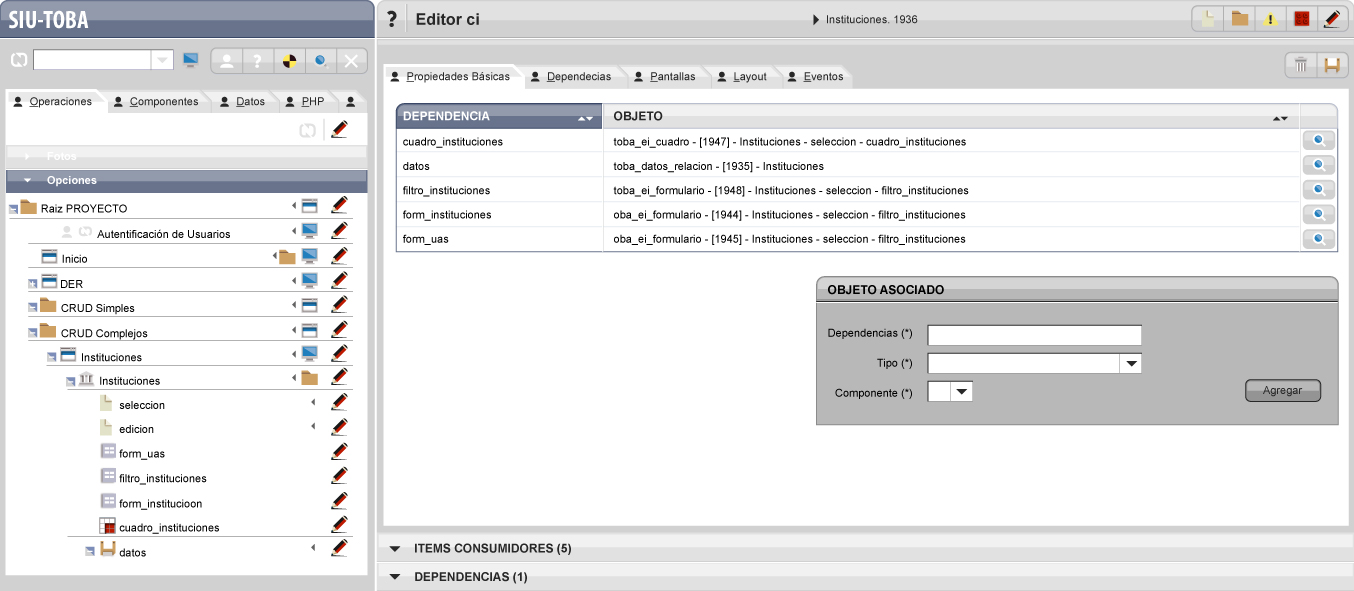 SIU-TOBA
? Editor ci
Instituciones. 1936
Operaciones Componentes Datos PHP
Fotos
Opciones
Raiz PROYECTO
Autentificación de Usuarios
Inicio
DER
CRUD Simples
CRUD Complejos
Instituciones
Instituciones
seleccion
edicion
form_uas
filtro_instituciones
form_institucioon
cuadro_instituciones
datos
Propiedades Básicas Dependecias Pantallas Layout Eventos
DEPENDENCIA OBJETO
cuadro_instituciones toba_ei_cuadro - [1947] - Instituciones - seleccion - cuadro_instituciones
datos toba_datos_relacion - [1935] - Instituciones
filtro_instituciones toba_ei_formulario - [1948] - Instituciones - seleccion - filtro_instituciones
form_instituciones oba_ei_formulario - [1944] - Instituciones - seleccion - filtro_instituciones
form_uas oba_ei_formulario - [1945] - Instituciones - seleccion - filtro_instituciones
OBJETO ASOCIADO
Dependencias (*)
Tipo (*)
Componente (*)
Agregar
ITEMS CONSUMIDORES (5)
DEPENDENCIAS (1)